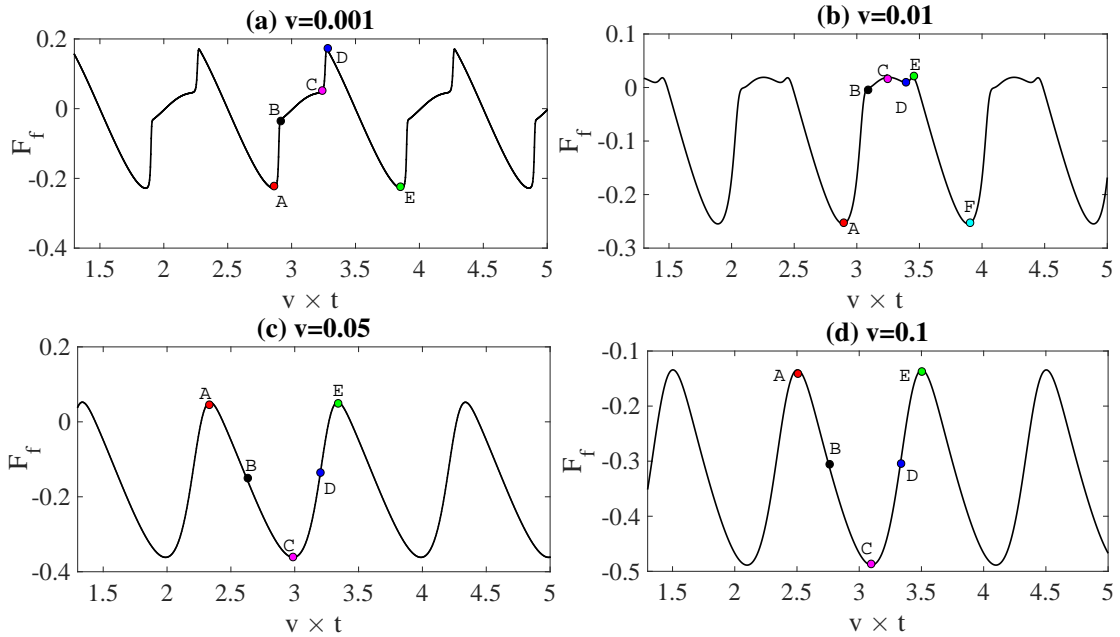 (a) v=0.001
0.2
0
-0.2
-0.4
F_f
A
B
C
D
E
1.5 2 2.5 3 3.5 4 4.5 5
v × t
(b) v=0.01
0.1
0
-0.1
-0.2
-0.3
F_f
A
B
C
D
E
F
1.5 2 2.5 3 3.5 4 4.5 5
v × t
(c) v=0.05
0.2
0
-0.2
-0.4
F_f
A
B
C
D
E
1.5 2 2.5 3 3.5 4 4.5 5
v × t
(d) v=0.1
-0.1
-0.2
-0.3
-0.4
-0.5
F_f
A
B
C
D
E
1.5 2 2.5 3 3.5 4 4.5 5
v × t